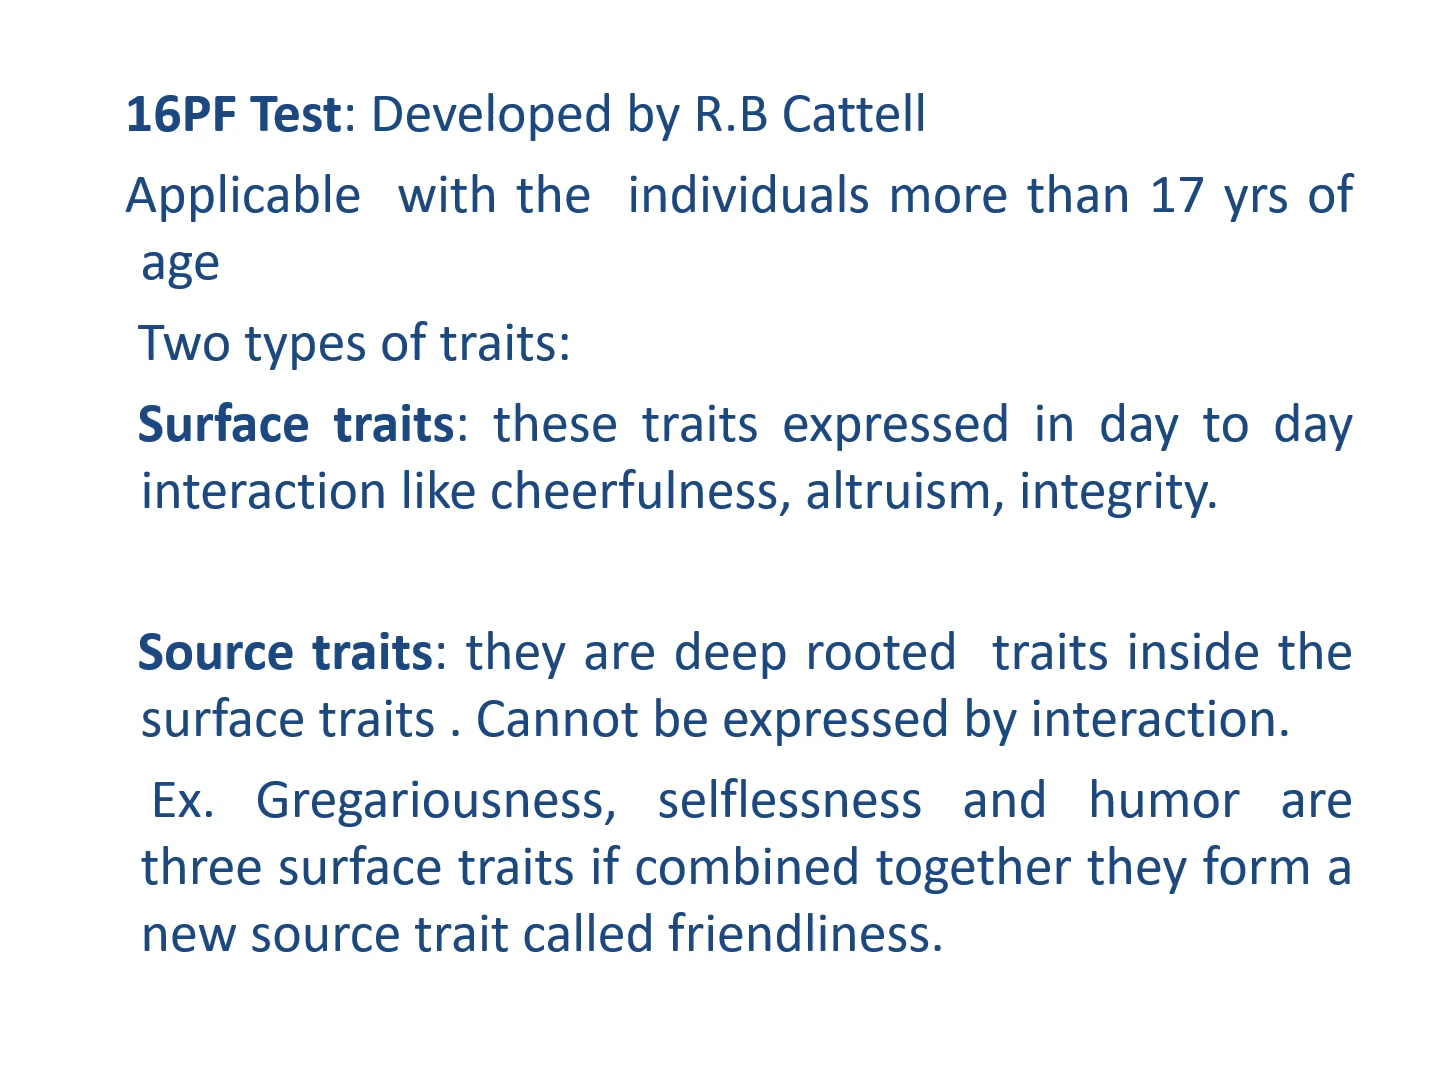 16PF Test: Developed by R.B Cattell
Applicable with the individuals more than 17 yrs of
age
Two types of traits:
Surface traits: these traits expressed in day to day
interaction like cheerfulness, altruism, integrity.
Source traits: they are deep rooted traits inside the
surface traits . Cannot be expressed by interaction.
Ex. Gregariousness, selflessness and humor are
three surface traits if combined together they form a
new source trait called friendliness.